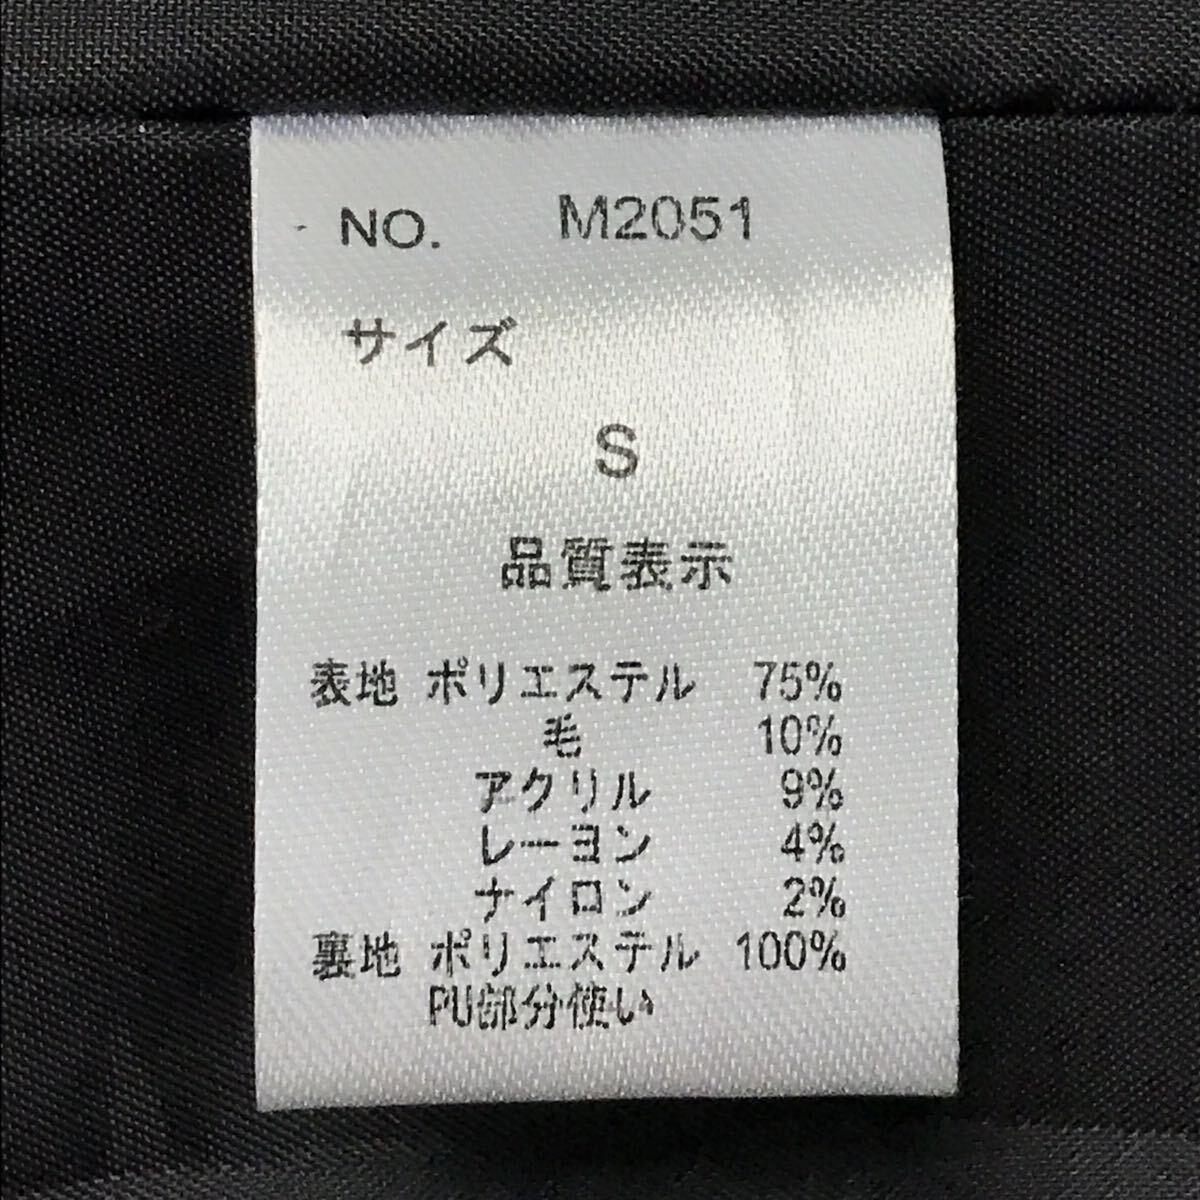 NO. M2051
サイズ
S
品質表示
表地 ポリエステル 75%
毛 10%
アクリル 9%
レーヨン 4%
ナイロン 2%
裏地 ポリエステル 100%
PU部分使い